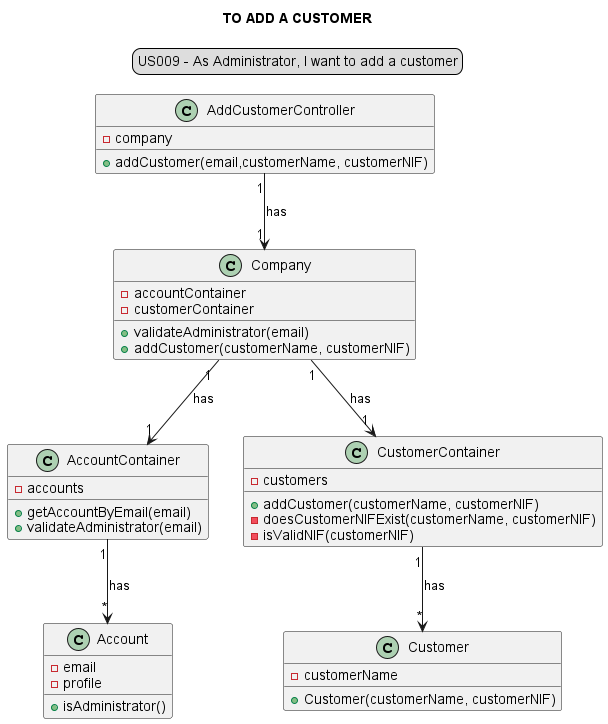 TO ADD A CUSTOMER
US009 - As Administrator, I want to add a customer
C AddCustomerController
company
addCustomer(email,customerName, customerNIF)
1
has
1
C Company
accountContainer
customerContainer
validateAdministrator(email)
addCustomer(customerName, customerNIF)
1
1
has
has
1
1
C AccountContainer
accounts
getAccountByEmail(email)
validateAdministrator(email)
C CustomerContainer
customers
addCustomer(customerName, customerNIF)
doesCustomerNIFExist(customerName, customerNIF)
isValidNIF(customerNIF)
1
has
*
1
has
*
C Account
email
profile
isAdministrator()
C Customer
customerName
Customer(customerName, customerNIF)